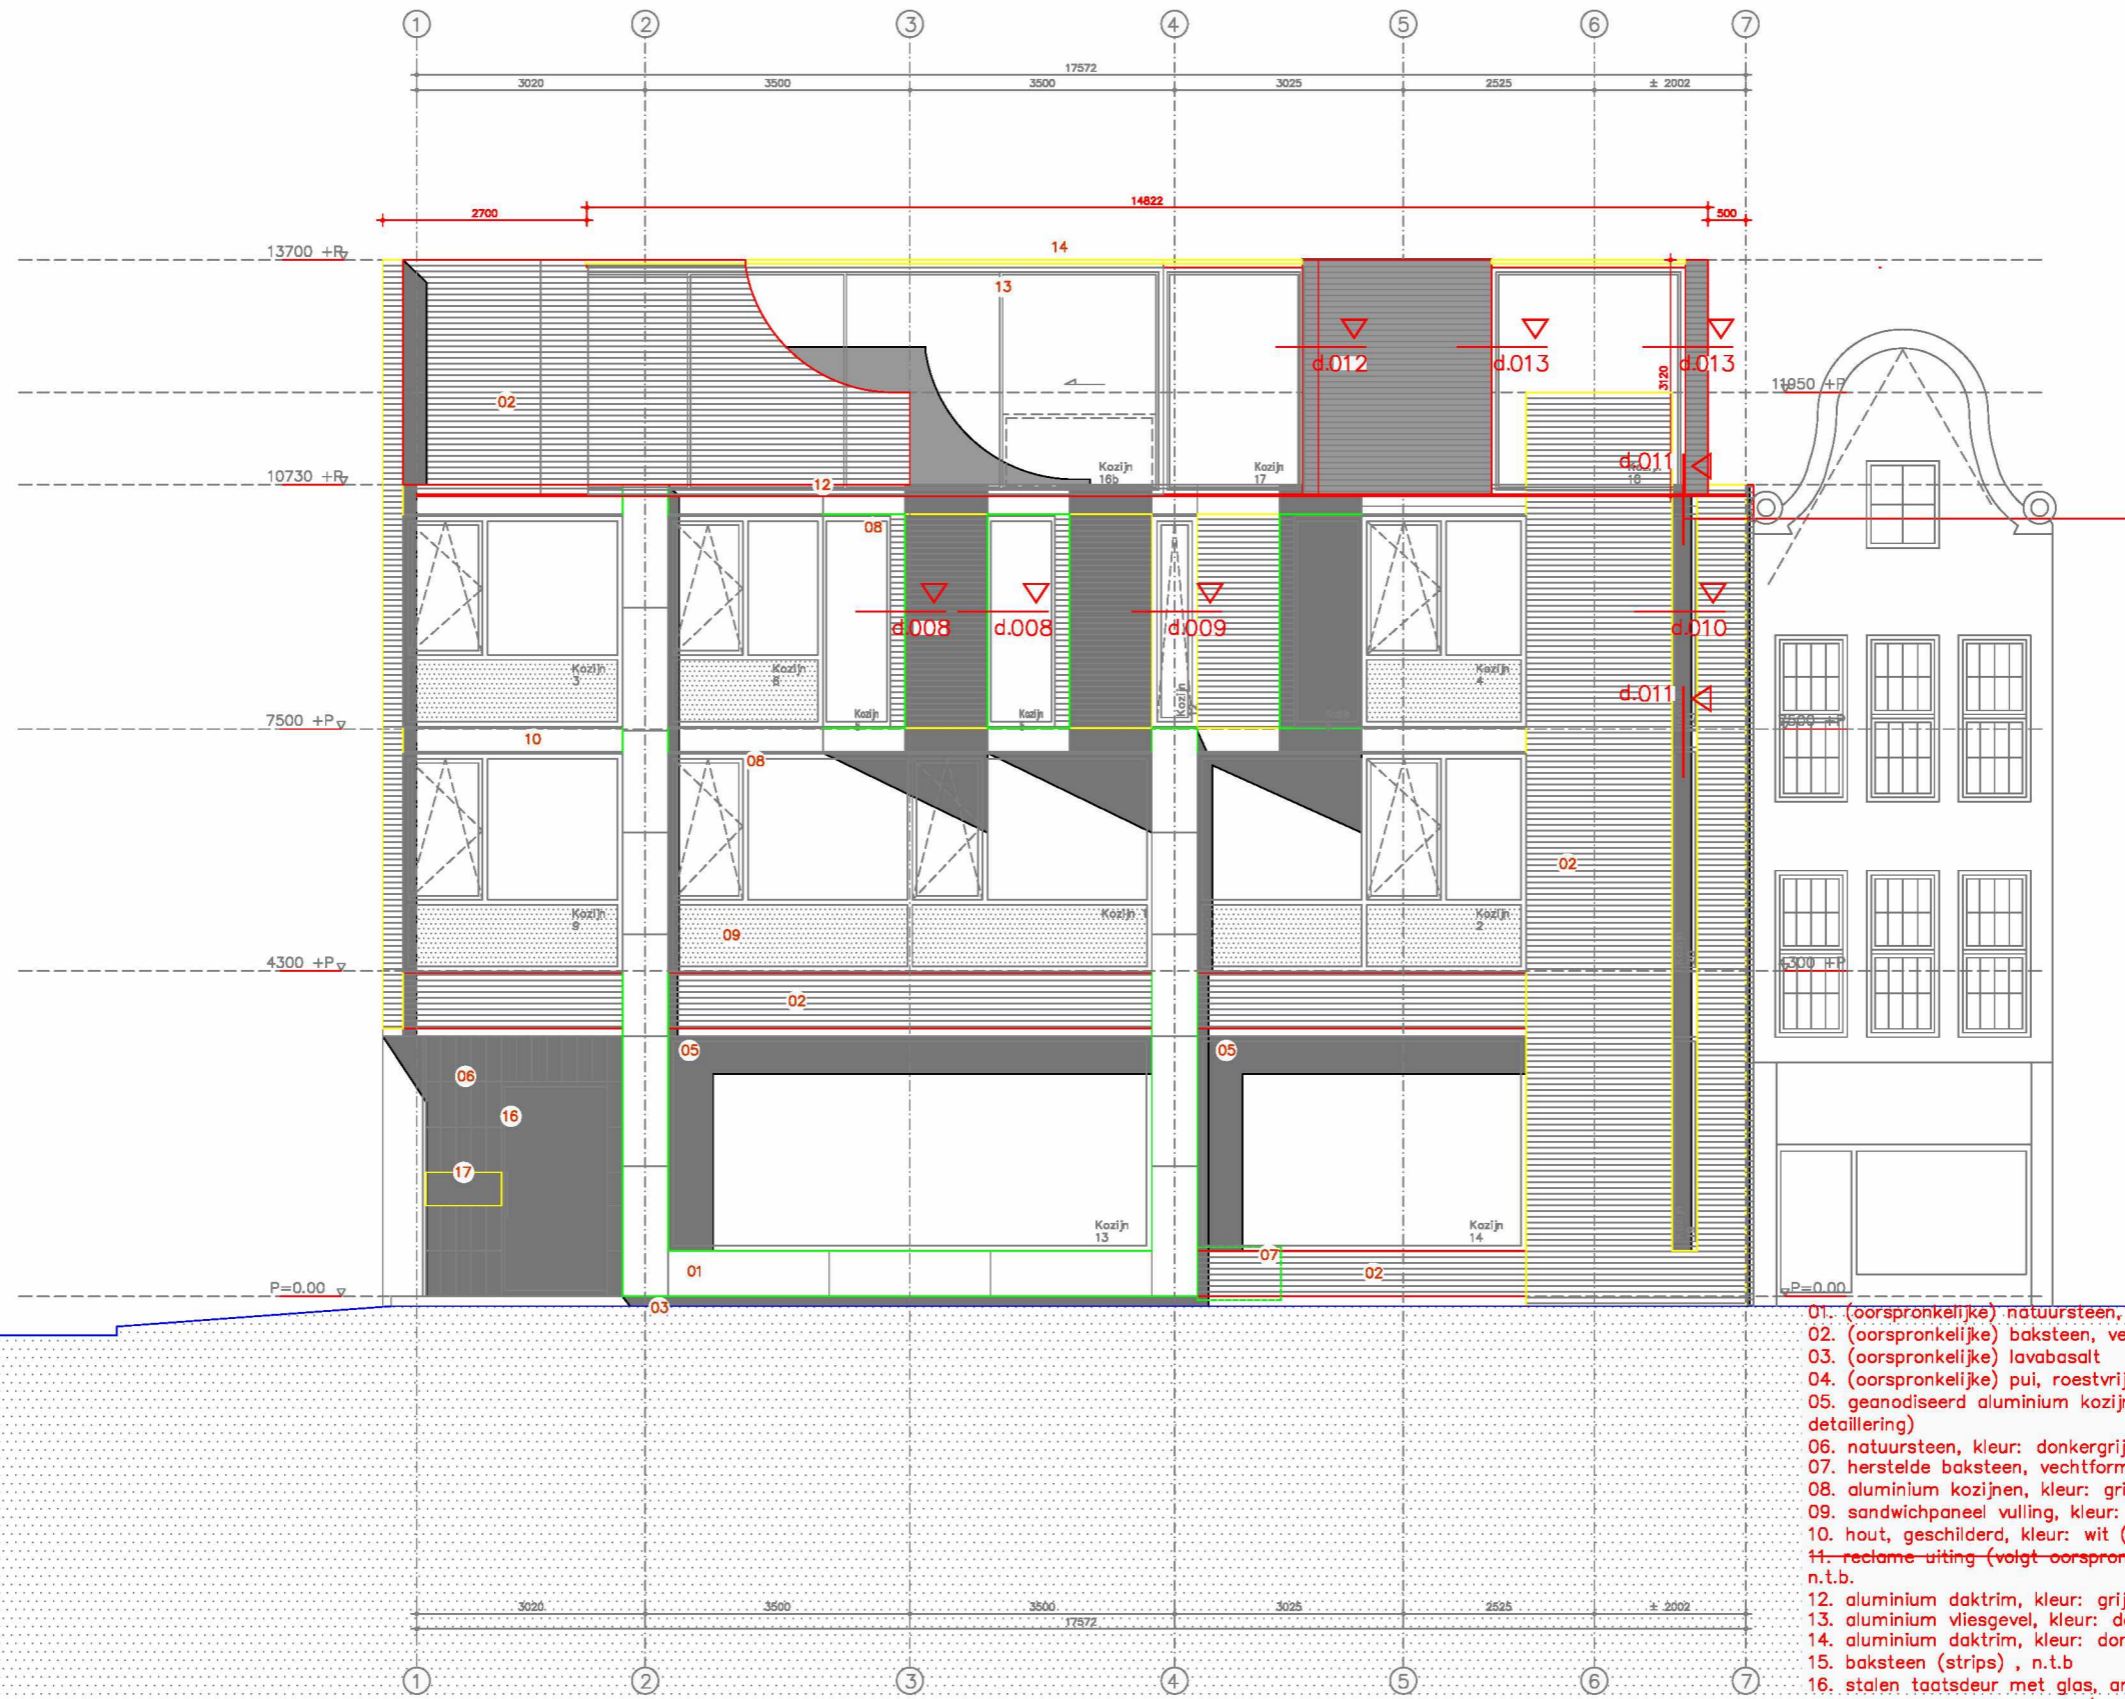 1 2 3 4 5 6 7
17572
3020 3500 3500 3025 2525 ± 2002
2700 14822 500
13700 +R
14
13
d.012 d.013 d.013
3120
11950 +P
02
d.011
10730 +R
12
Kozijn
16b
Kozijn
17
18
08
d.008 d.008 d.009 d.010
Kozijn
3
Kozijn
6
Kozijn
Kozijn
Kozijn
Kozijn
4
d.011
7500 +P
7500 +P
10
08
02
Kozijn
9
09
Kozijn 1
Kozijn
2
4300 +P
4300 +P
02
05 05
06
16
17
Kozijn
13
Kozijn
14
07
01
02
P=0.00
P=0.00
03
01. (oorspronkelijke) natuursteen,
02. (oorspronkelijke) baksteen, ve
03. (oorspronkelijke) lavabasalt
04. (oorspronkelijke) pui, roestvrij
05. geanodiseerd aluminium kozijn
detaillering)
06. natuursteen, kleur: donkergrij
07. herstelde baksteen, vechtform
08. aluminium kozijnen, kleur: gri
09. sandwichpaneel vulling, kleur:
10. hout, geschilderd, kleur: wit (
11. reclame uiting (volgt oorspron
n.t.b.
12. aluminium daktrim, kleur: grij
13. aluminium vliesgevel, kleur: d
14. aluminium daktrim, kleur: don
15. baksteen (strips) , n.t.b
16. stalen taatsdeur met glas, an
3020 3500 3500 3025 2525 ± 2002
17572
1 2 3 4 5 6 7